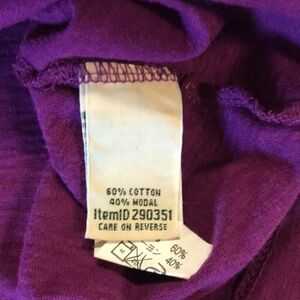 60% COTTON
40% MODAL
ItemID 290351
CARE ON REVERSE
60%
40%